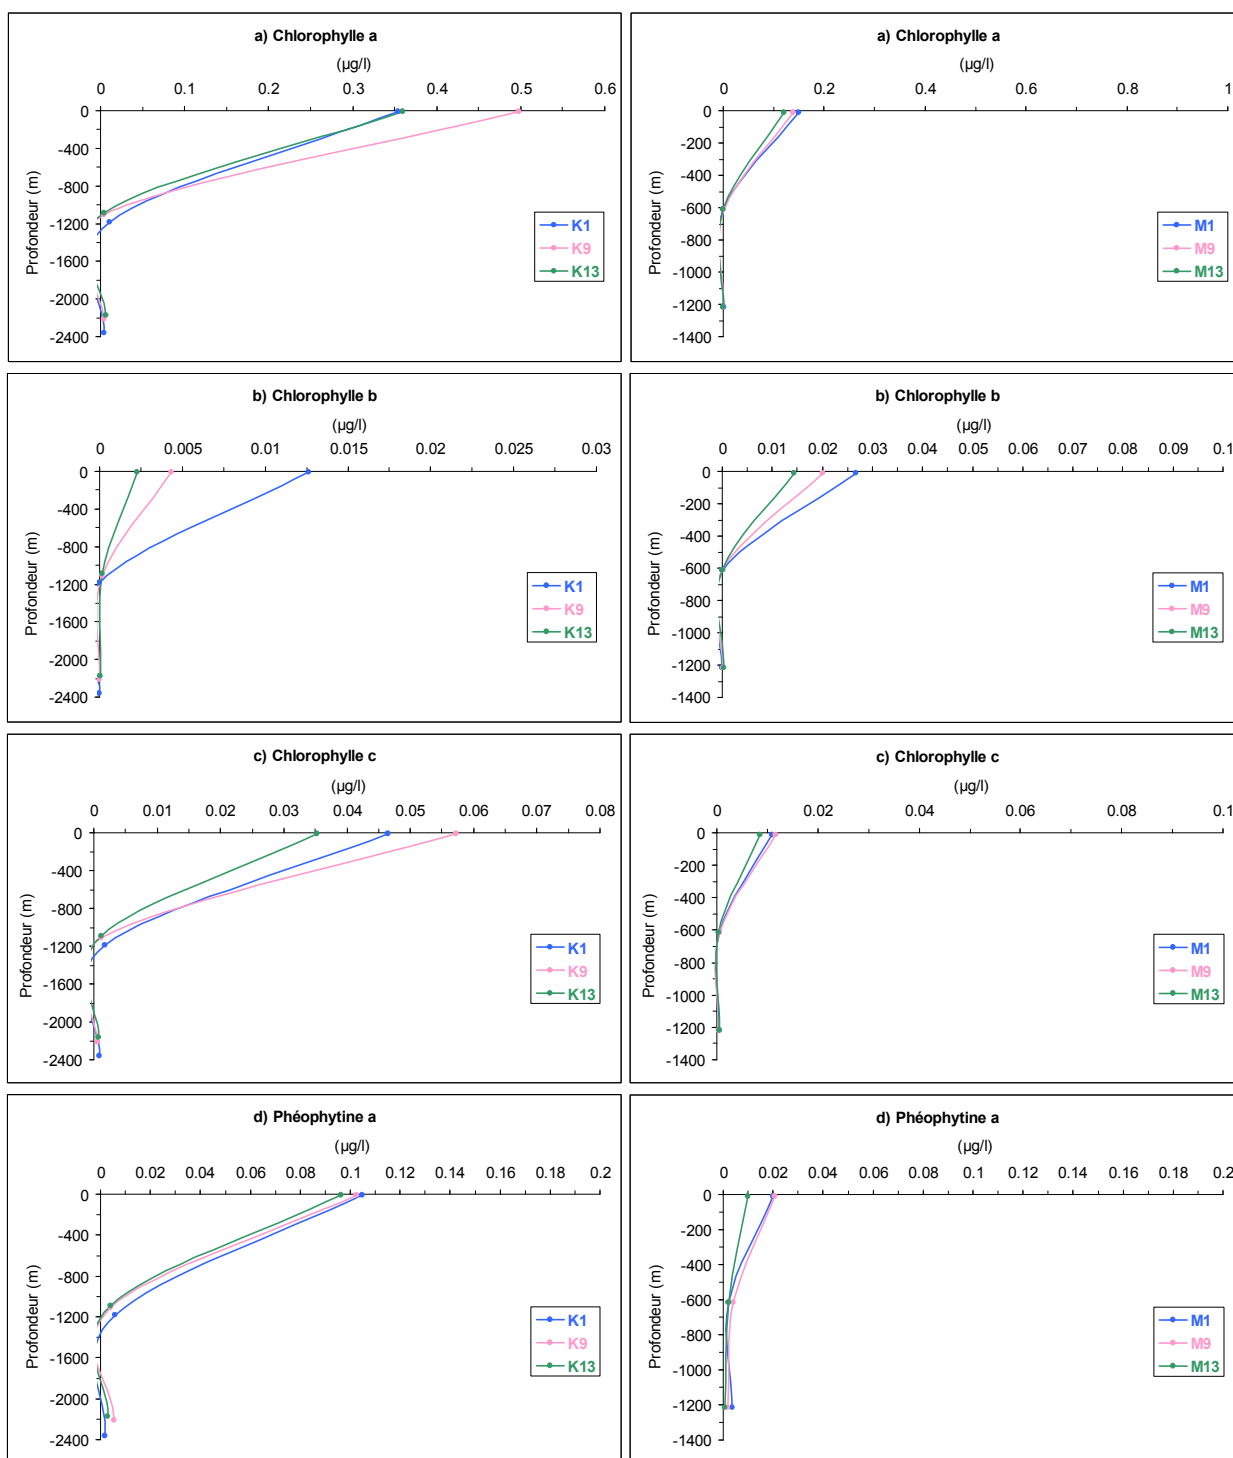 a) Chlorophylle a
(µg/l)
0 0.1 0.2 0.3 0.4 0.5 0.6
0
-400
-800
-1200
-1600
-2000
-2400
Profondeur (m)
K1
K9
K13
a) Chlorophylle a
(µg/l)
0 0.2 0.4 0.6 0.8 1
0
-200
-400
-600
-800
-1000
-1200
-1400
Profondeur (m)
M1
M9
M13
b) Chlorophylle b
(µg/l)
0 0.005 0.01 0.015 0.02 0.025 0.03
0
-400
-800
-1200
-1600
-2000
-2400
Profondeur (m)
K1
K9
K13
b) Chlorophylle b
(µg/l)
0 0.01 0.02 0.03 0.04 0.05 0.06 0.07 0.08 0.09 0.1
0
-200
-400
-600
-800
-1000
-1200
-1400
Profondeur (m)
M1
M9
M13
c) Chlorophylle c
(µg/l)
0 0.01 0.02 0.03 0.04 0.05 0.06 0.07 0.08
0
-400
-800
-1200
-1600
-2000
-2400
Profondeur (m)
K1
K9
K13
c) Chlorophylle c
(µg/l)
0 0.02 0.04 0.06 0.08 0.1
0
-200
-400
-600
-800
-1000
-1200
-1400
Profondeur (m)
M1
M9
M13
d) Phéophytine a
(µg/l)
0 0.02 0.04 0.06 0.08 0.1 0.12 0.14 0.16 0.18 0.2
0
-400
-800
-1200
-1600
-2000
-2400
Profondeur (m)
K1
K9
K13
d) Phéophytine a
(µg/l)
0 0.02 0.04 0.06 0.08 0.1 0.12 0.14 0.16 0.18 0.2
0
-200
-400
-600
-800
-1000
-1200
-1400
Profondeur (m)
M1
M9
M13